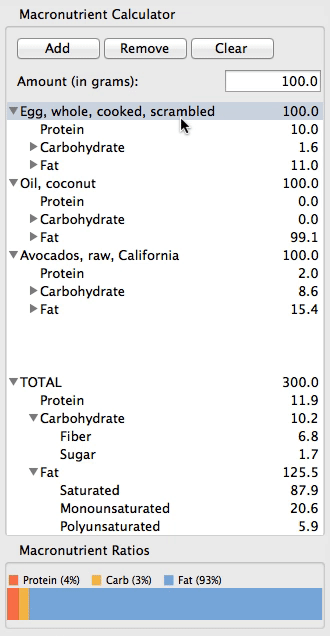 Macronutrient Calculator
Add Remove Clear
Amount (in grams): 100.0
Egg, whole, cooked, scrambled 100.0
Protein 10.0
Carbohydrate 1.6
Fat 11.0
Oil, coconut 100.0
Protein 0.0
Carbohydrate 0.0
Fat 99.1
Avocados, raw, California 100.0
Protein 2.0
Carbohydrate 8.6
Fat 15.4
TOTAL 300.0
Protein 11.9
Carbohydrate 10.2
Fiber 6.8
Sugar 1.7
Fat 125.5
Saturated 87.9
Monounsaturated 20.6
Polyunsaturated 5.9
Macronutrient Ratios
Protein (4%) Carb (3%) Fat (93%)